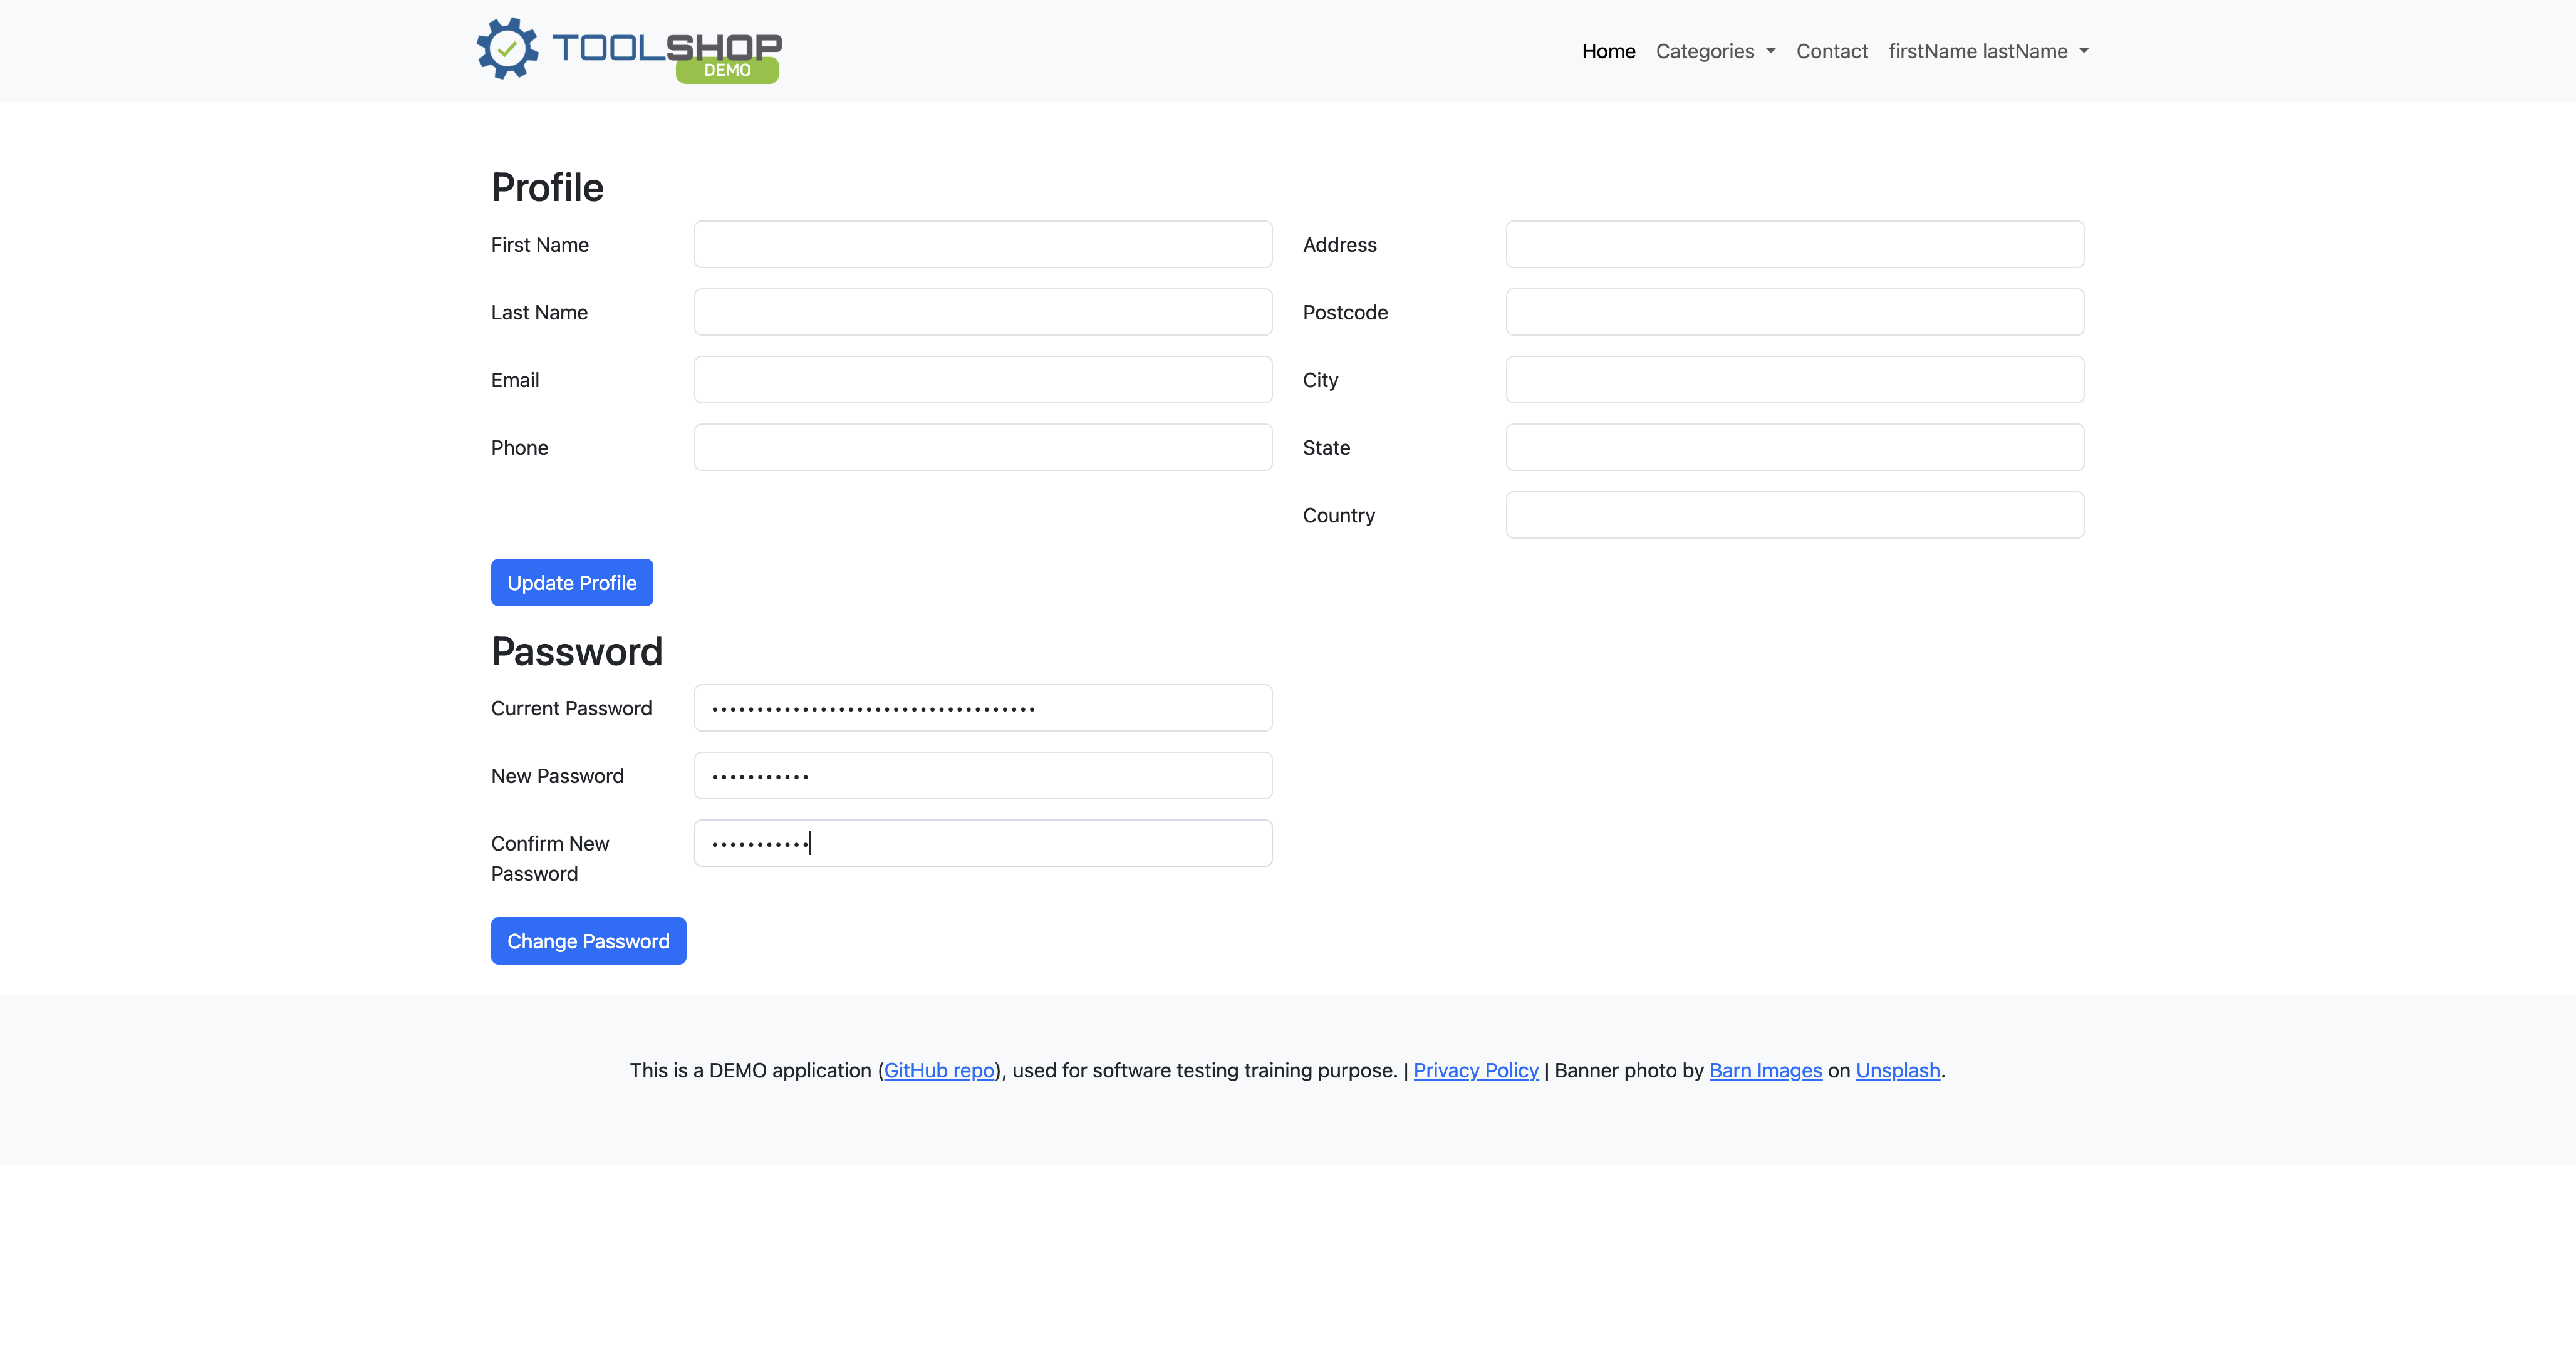 TOOLSHOP
DEMO
Home Categories Contact firstName lastName
Profile
First Name
Address
Last Name
Postcode
Email
City
Phone
State
Country
Update Profile
Password
Current Password
New Password
Confirm New
Password
Change Password
This is a DEMO application (GitHub repo), used for software testing training purpose. | Privacy Policy | Banner photo by Barn Images on Unsplash.